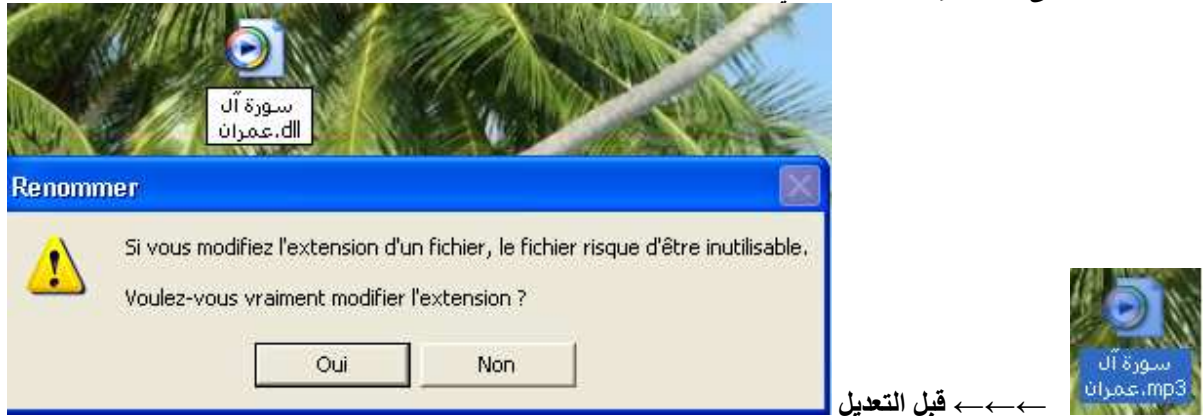 سورة آل
عمران.dll
Renommer
Si vous modifiez l'extension d'un fichier, le fichier risque d'être inutilisable.
Voulez-vous vraiment modifier l'extension ?
Oui
Non
سورة آل
عمران.mp3
←←← قبل التعديل